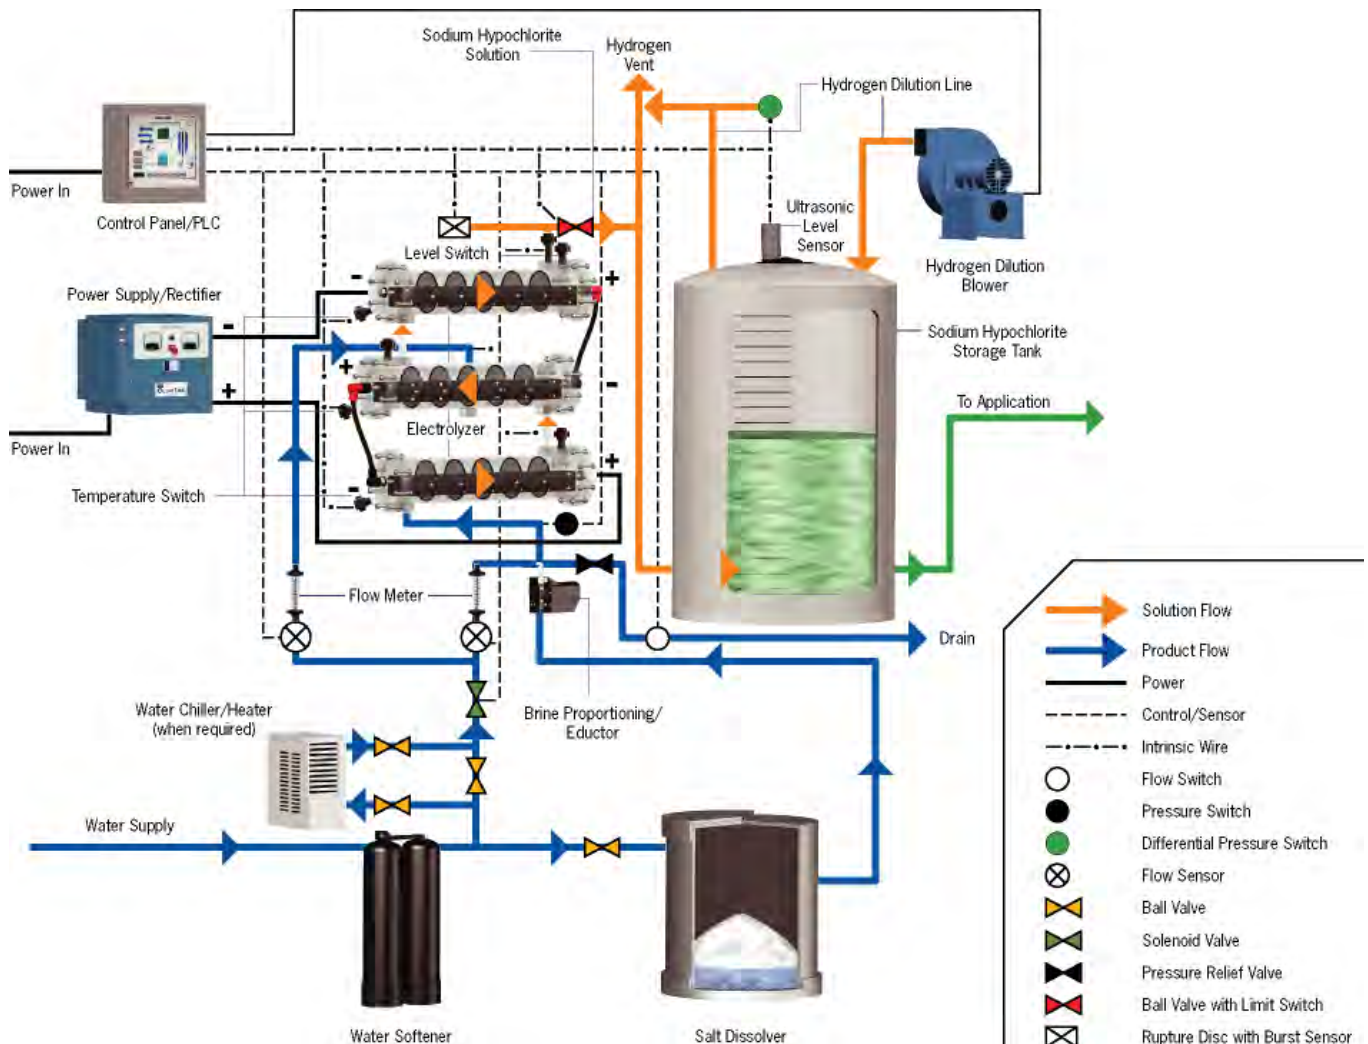 Sodium Hypochlorite
Solution
Hydrogen
Vent
Hydrogen Dilution Line
Power In
Control Panel/PLC
Level Switch
Ultrasonic
Level
Sensor
Hydrogen Dilution
Blower
Power Supply/Rectifier
-
+
-
+
+
-
-
+
Sodium Hypochlorite
Storage Tank
To Application
Power In
Electrolyzer
Temperature Switch
Flow Meter
Drain
Water Chiller/Heater
(when required)
Brine Proportioning/
Eductor
Water Supply
Water Softener
Salt Dissolver
Solution Flow
Product Flow
Power
Control/Sensor
Intrinsic Wire
Flow Switch
Pressure Switch
Differential Pressure Switch
Flow Sensor
Ball Valve
Solenoid Valve
Pressure Relief Valve
Ball Valve with Limit Switch
Rupture Disc with Burst Sensor